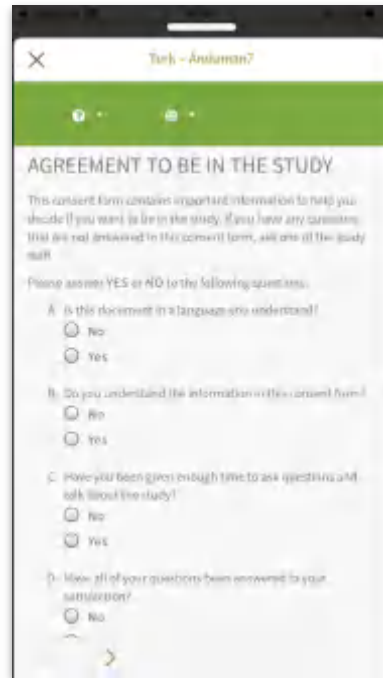 Turk - Andaman7
AGREEMENT TO BE IN THE STUDY
This consent form contains important information to help you
decide if you want to be in the study. If you have any questions
that are not answered in this consent form, ask one of the study
staff.
Please answer YES or NO to the following questions.
A. Is this document in a language you understand?
No
Yes
B. Do you understand the information in this consent form?
No
Yes
C. Have you been given enough time to ask questions and
talk about the study?
No
Yes
D. Have all of your questions been answered to your
satisfaction?
No